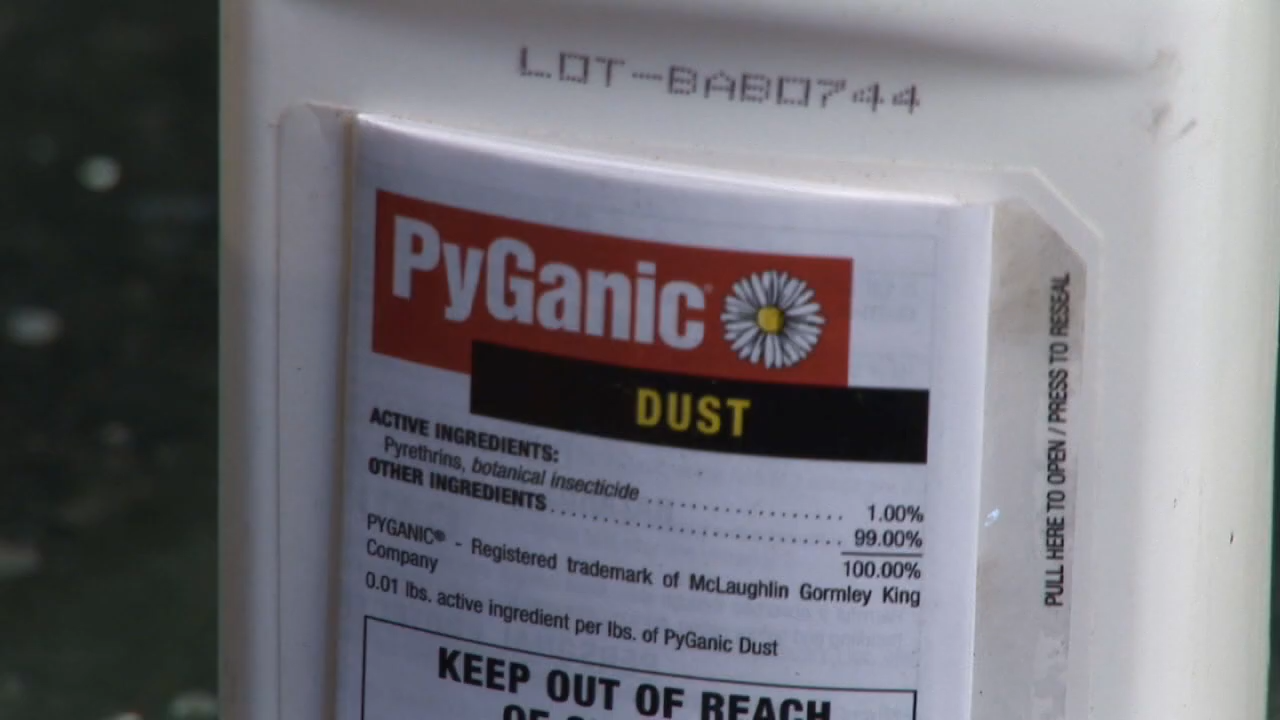 LOT-BAB0744
PyGanic
DUST
ACTIVE INGREDIENTS:
Pyrethrins, botanical insecticide ........................ 1.00%
OTHER INGREDIENTS ................................ 99.00%
100.00%
PYGANIC® - Registered trademark of McLaughlin Gormley King
Company
0.01 lbs. active ingredient per lbs. of PyGanic Dust
KEEP OUT OF REACH
OF
PULL HERE TO OPEN / PRESS TO RESEAL